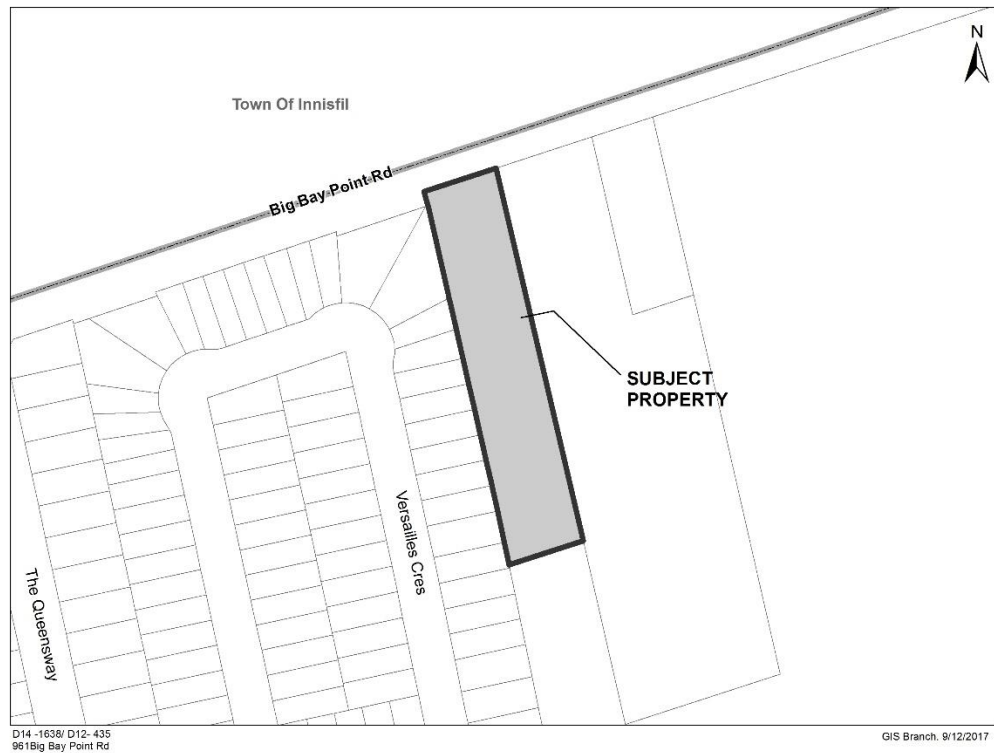 N
Town Of Innisfil
Big Bay Point Rd
SUBJECT
PROPERTY
Versailles Cres
The Queensway
D14 -1638/ D12- 435
961Big Bay Point Rd
GIS Branch. 9/12/2017